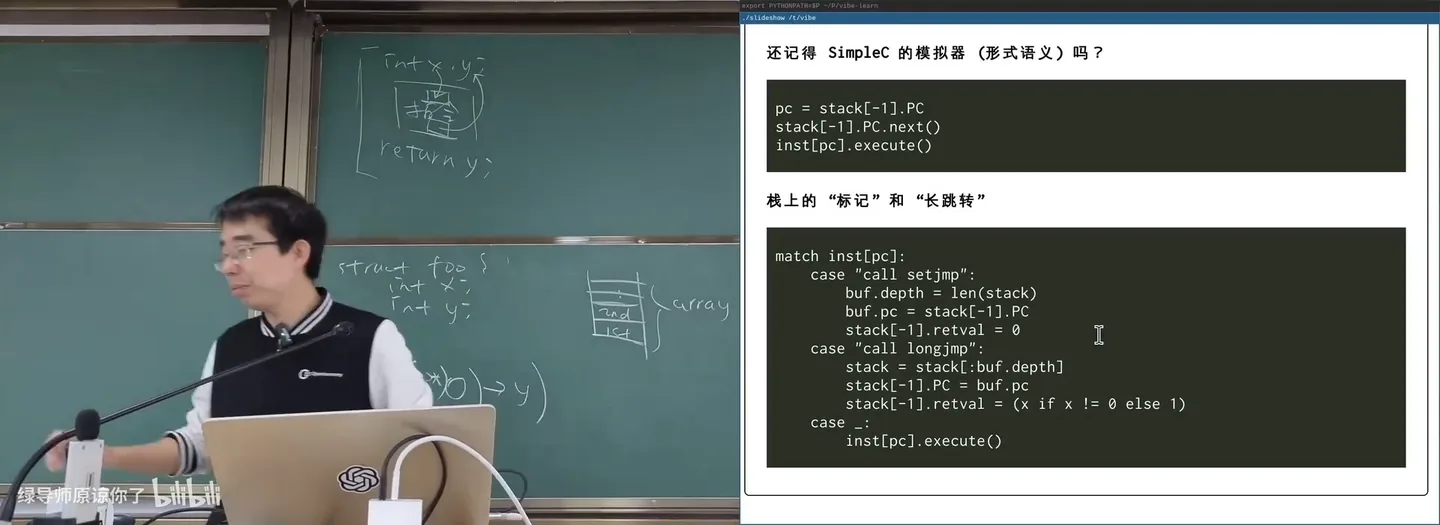 int x, y;
指令
return y;
struct foo {
int x;
int y;
2nd
1st
array
*)0)→y)
绿导师原谅你了 bilibili
export PYTHONPATH=$P ~/P/vibe-learn
./slideshow /t/vibe
还记得 SimpleC 的模拟器 (形式语义) 吗？
pc = stack[-1].PC
stack[-1].PC.next()
inst[pc].execute()
栈上的 “标记” 和 “长跳转”
match inst[pc]:
case "call setjmp":
buf.depth = len(stack)
buf.pc = stack[-1].PC
stack[-1].retval = 0
case "call longjmp":
stack = stack[:buf.depth]
stack[-1].PC = buf.pc
stack[-1].retval = (x if x != 0 else 1)
case _:
inst[pc].execute()